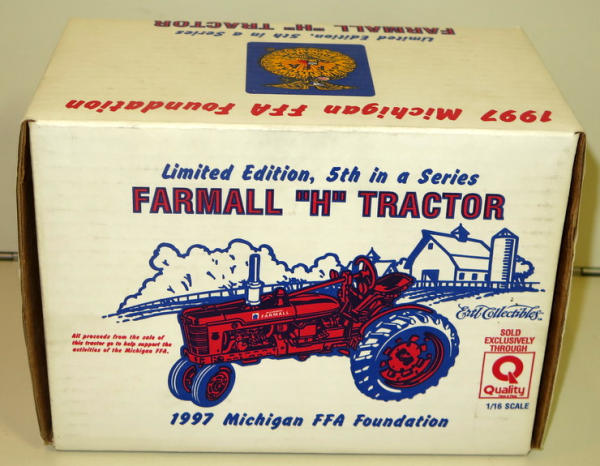 FARMALL "H" TRACTOR
Limited Edition, 5th in a Series
FFA
1997 Michigan FFA Foundation
Limited Edition, 5th in a Series
FARMALL "H" TRACTOR
FARMALL
Ertl Collectibles
All proceeds from the sale of
this tractor go to help support the
activities of the Michigan FFA.
SOLD
EXCLUSIVELY
THROUGH
Quality
1/16 SCALE
1997 Michigan FFA Foundation